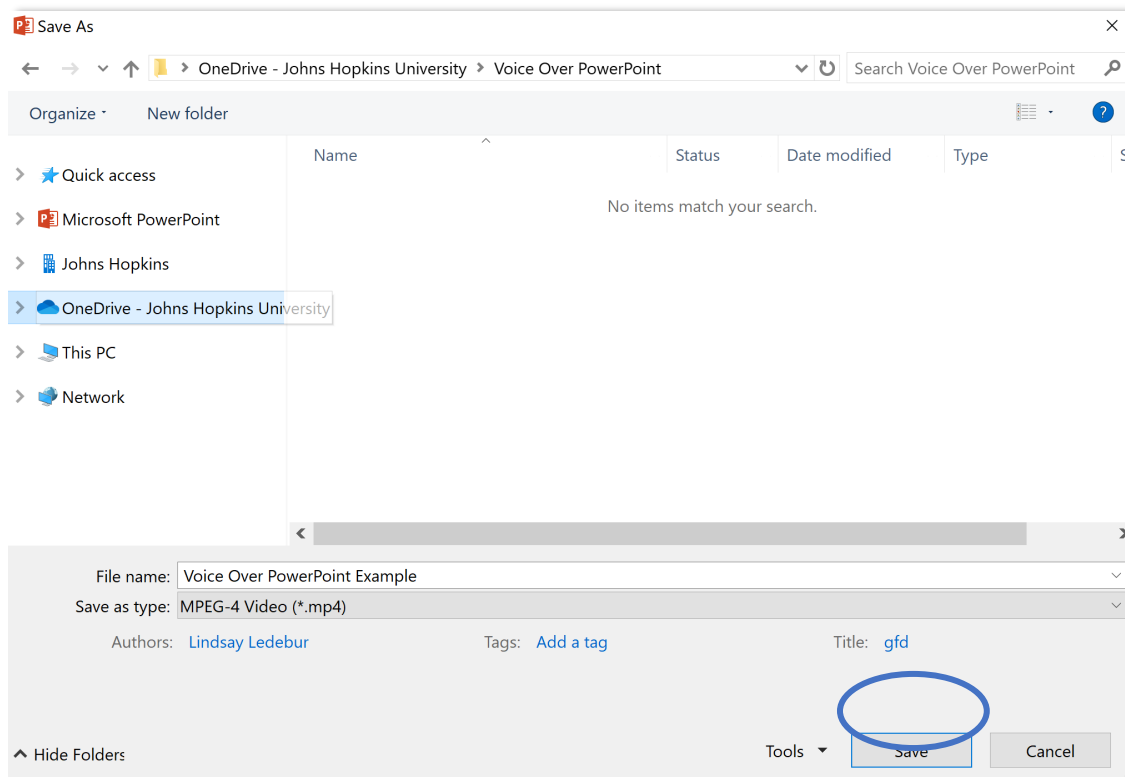 Save As
OneDrive - Johns Hopkins University > Voice Over PowerPoint
Search Voice Over PowerPoint
Organize
New folder
?
Name
Status
Date modified
Type
S
Quick access
No items match your search.
Microsoft PowerPoint
Johns Hopkins
OneDrive - Johns Hopkins University
This PC
Network
File name: Voice Over PowerPoint Example
Save as type: MPEG-4 Video (*.mp4)
Authors: Lindsay Ledebur
Tags: Add a tag
Title: gfd
Hide Folders
Tools
Save
Cancel